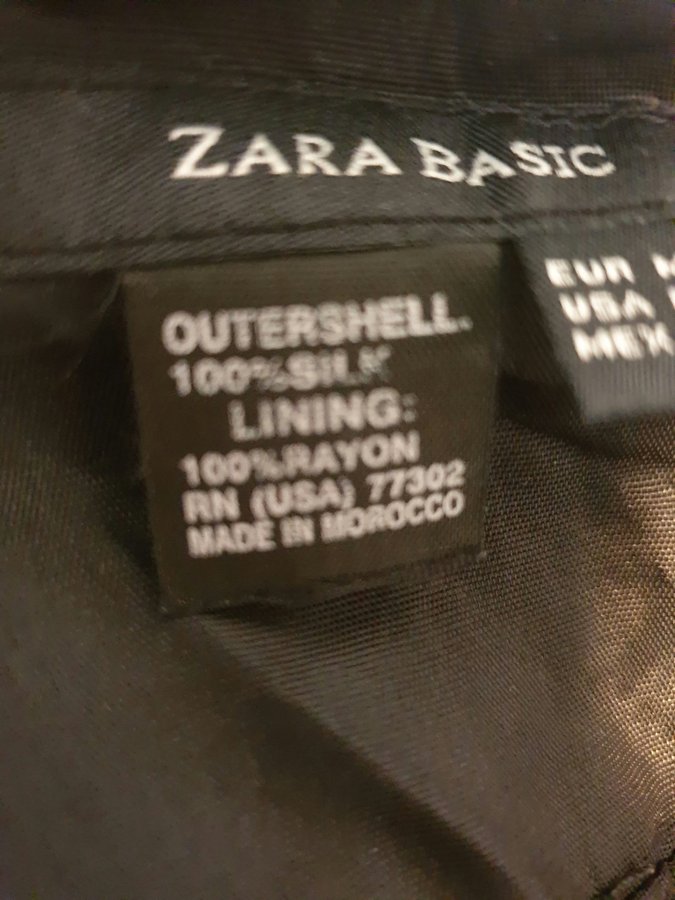 ZARA BASIC
OUTERSHELL.
100%SILK
LINING:
100%RAYON
RN (USA) 77302
MADE IN MOROCCO
EUR M
USA
MEX